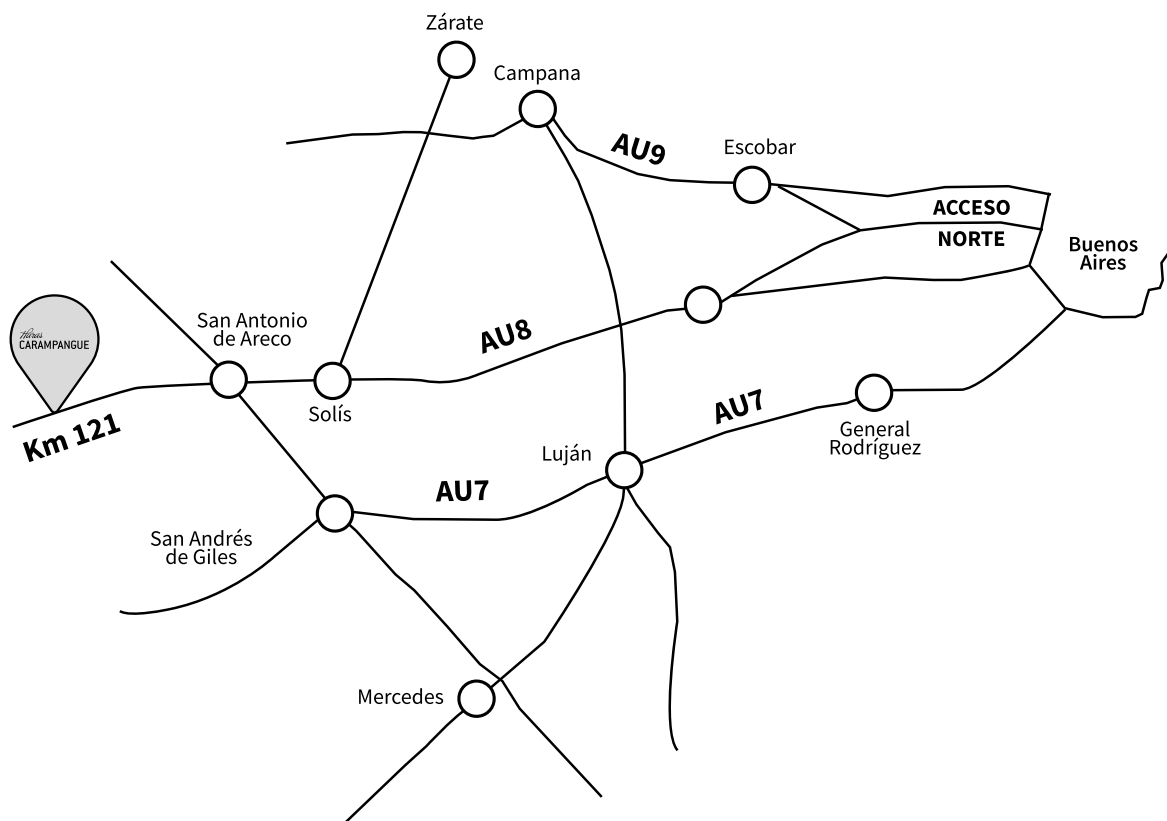 Zárate
Campana
AU9
Escobar
ACCESO
NORTE
Buenos
Aires
San Antonio
de Areco
Haras
CARAMPANGUE
Km 121
Solís
AU8
AU7
General
Rodríguez
Luján
AU7
San Andrés
de Giles
Mercedes